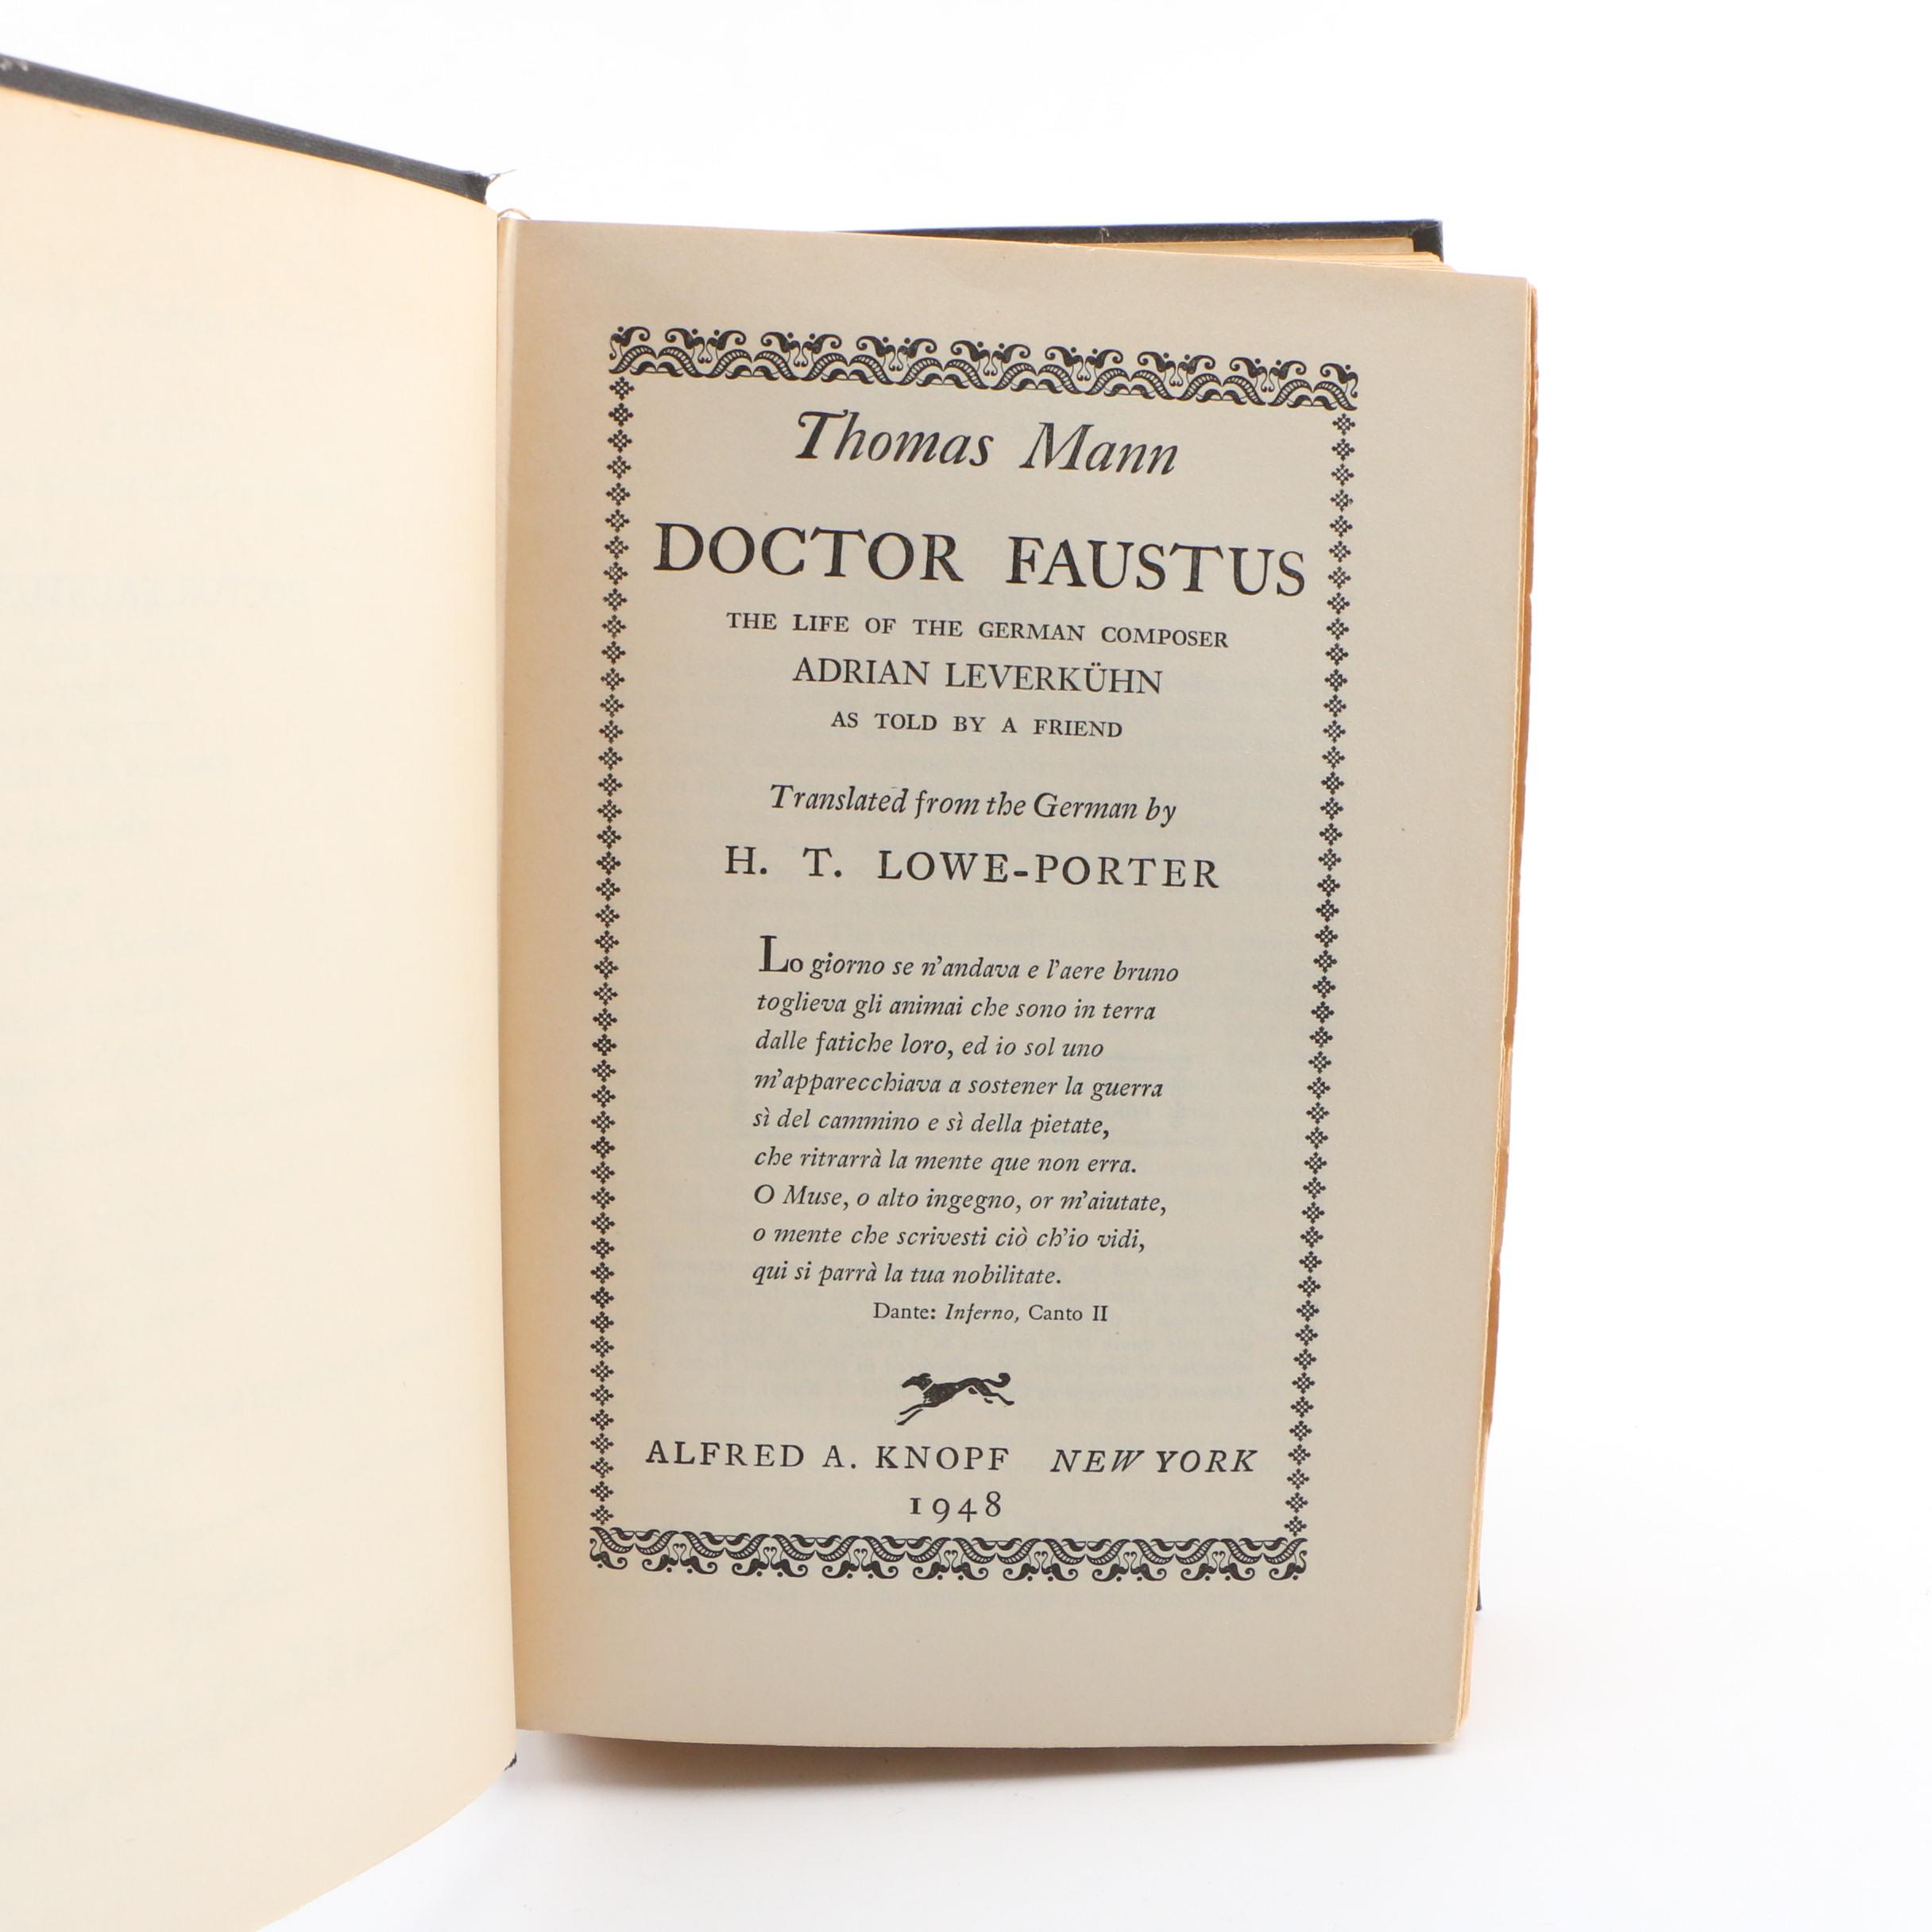 Thomas Mann
DOCTOR FAUSTUS
THE LIFE OF THE GERMAN COMPOSER
ADRIAN LEVERKÜHN
AS TOLD BY A FRIEND
Translated from the German by
H. T. LOWE-PORTER
Lo giorno se n'andava e l'aere bruno
toglieva gli animai che sono in terra
dalle fatiche loro, ed io sol uno
m'apparecchiava a sostener la guerra
sì del cammino e sì della pietate,
che ritrarrà la mente que non erra.
O Muse, o alto ingegno, or m'aiutate,
o mente che scrivesti ciò ch'io vidi,
qui si parrà la tua nobilitate.
Dante: Inferno, Canto II
ALFRED A. KNOPF NEW YORK
1948